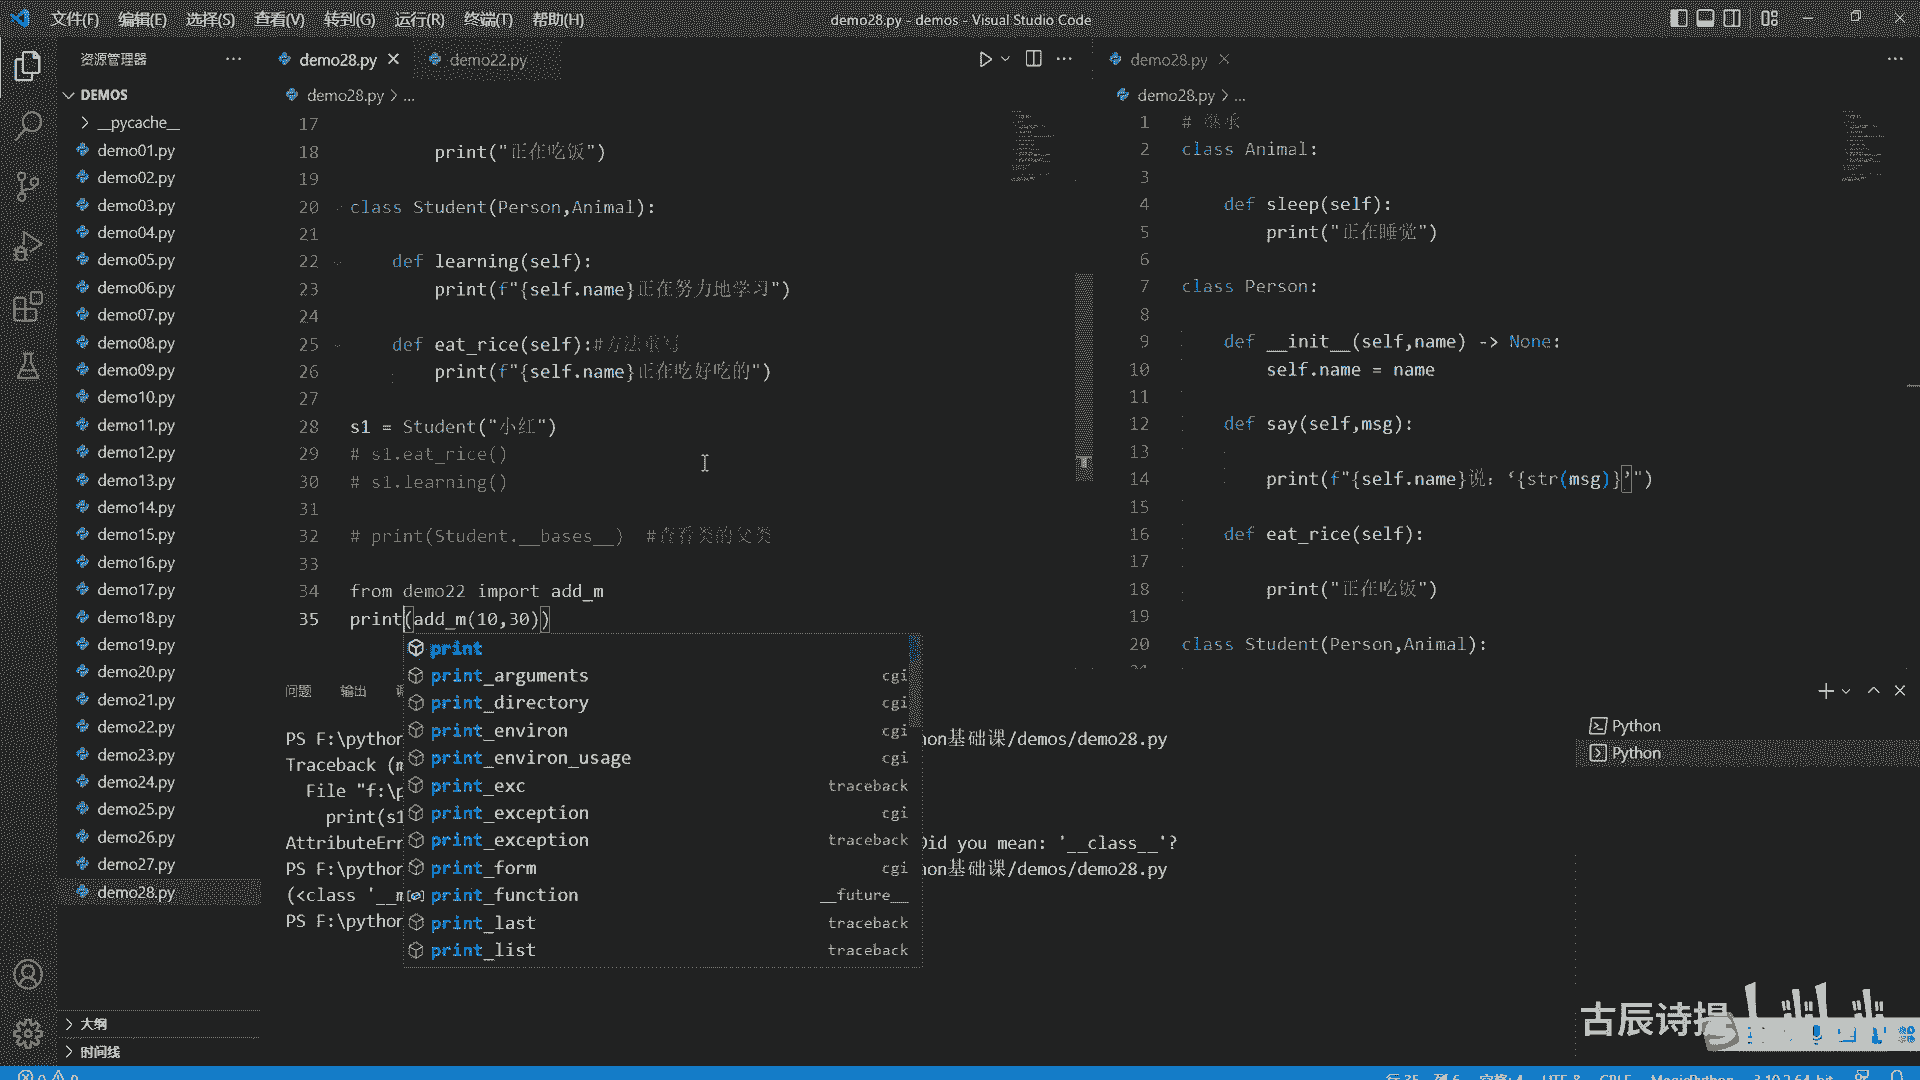 文件(F) 编辑(E) 选择(S) 查看(V) 转到(G) 运行(R) 终端(T) 帮助(H)
demo28.py - demos - Visual Studio Code
资源管理器
DEMOS
__pycache__
demo01.py
demo02.py
demo03.py
demo04.py
demo05.py
demo06.py
demo07.py
demo08.py
demo09.py
demo10.py
demo11.py
demo12.py
demo13.py
demo14.py
demo15.py
demo16.py
demo17.py
demo18.py
demo19.py
demo20.py
demo21.py
demo22.py
demo23.py
demo24.py
demo25.py
demo26.py
demo27.py
demo28.py
大纲
时间线
demo28.py
demo22.py
demo28.py > ...
17
18 print("正在吃饭")
19
20 class Student(Person,Animal):
21
22 def learning(self):
23 print(f"{self.name}正在努力地学习")
24
25 def eat_rice(self):#方法重写
26 print(f"{self.name}正在吃好吃的")
27
28 s1 = Student("小红")
29 # s1.eat_rice()
30 # s1.learning()
31
32 # print(Student.__bases__) #查看类的父类
33
34 from demo22 import add_m
35 print(add_m(10,30))
print
print_arguments cgi
print_directory cgi
print_environ cgi
print_environ_usage cgi
print_exc traceback
print_exception cgi
print_exception traceback
print_form cgi
print_function __future__
print_last traceback
print_list traceback
demo28.py
demo28.py > ...
1 # 继承
2 class Animal:
3
4 def sleep(self):
5 print("正在睡觉")
6
7 class Person:
8
9 def __init__(self,name) -> None:
10 self.name = name
11
12 def say(self,msg):
13
14 print(f"{self.name}说：‘{str(msg)}’")
15
16 def eat_rice(self):
17
18 print("正在吃饭")
19
20 class Student(Person,Animal):
问题 输出
PS F:\python on基础课/demos/demo28.py
Traceback (m
File "f:\p
print(s1
AttributeErr Did you mean: '__class__'?
PS F:\python on基础课/demos/demo28.py
(<class '__m
PS F:\python
Python
Python
古辰诗提